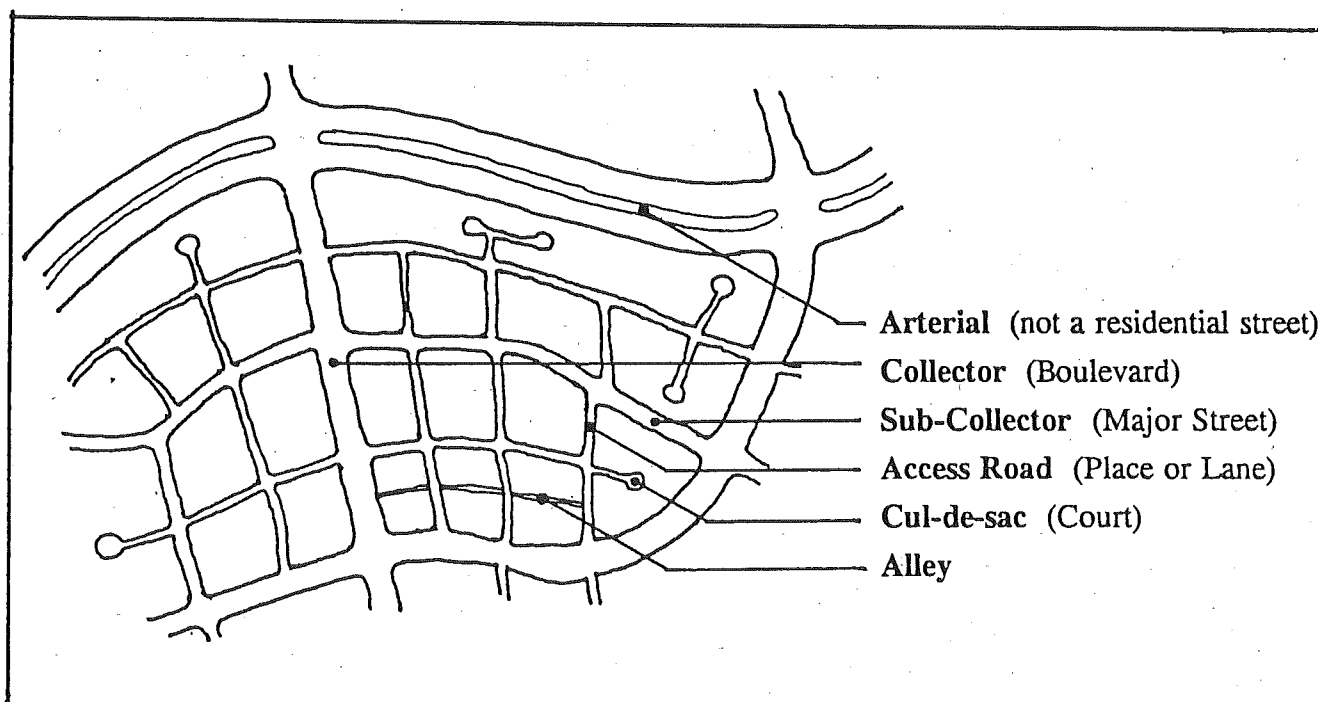 Arterial (not a residential street)
Collector (Boulevard)
Sub-Collector (Major Street)
Access Road (Place or Lane)
Cul-de-sac (Court)
Alley